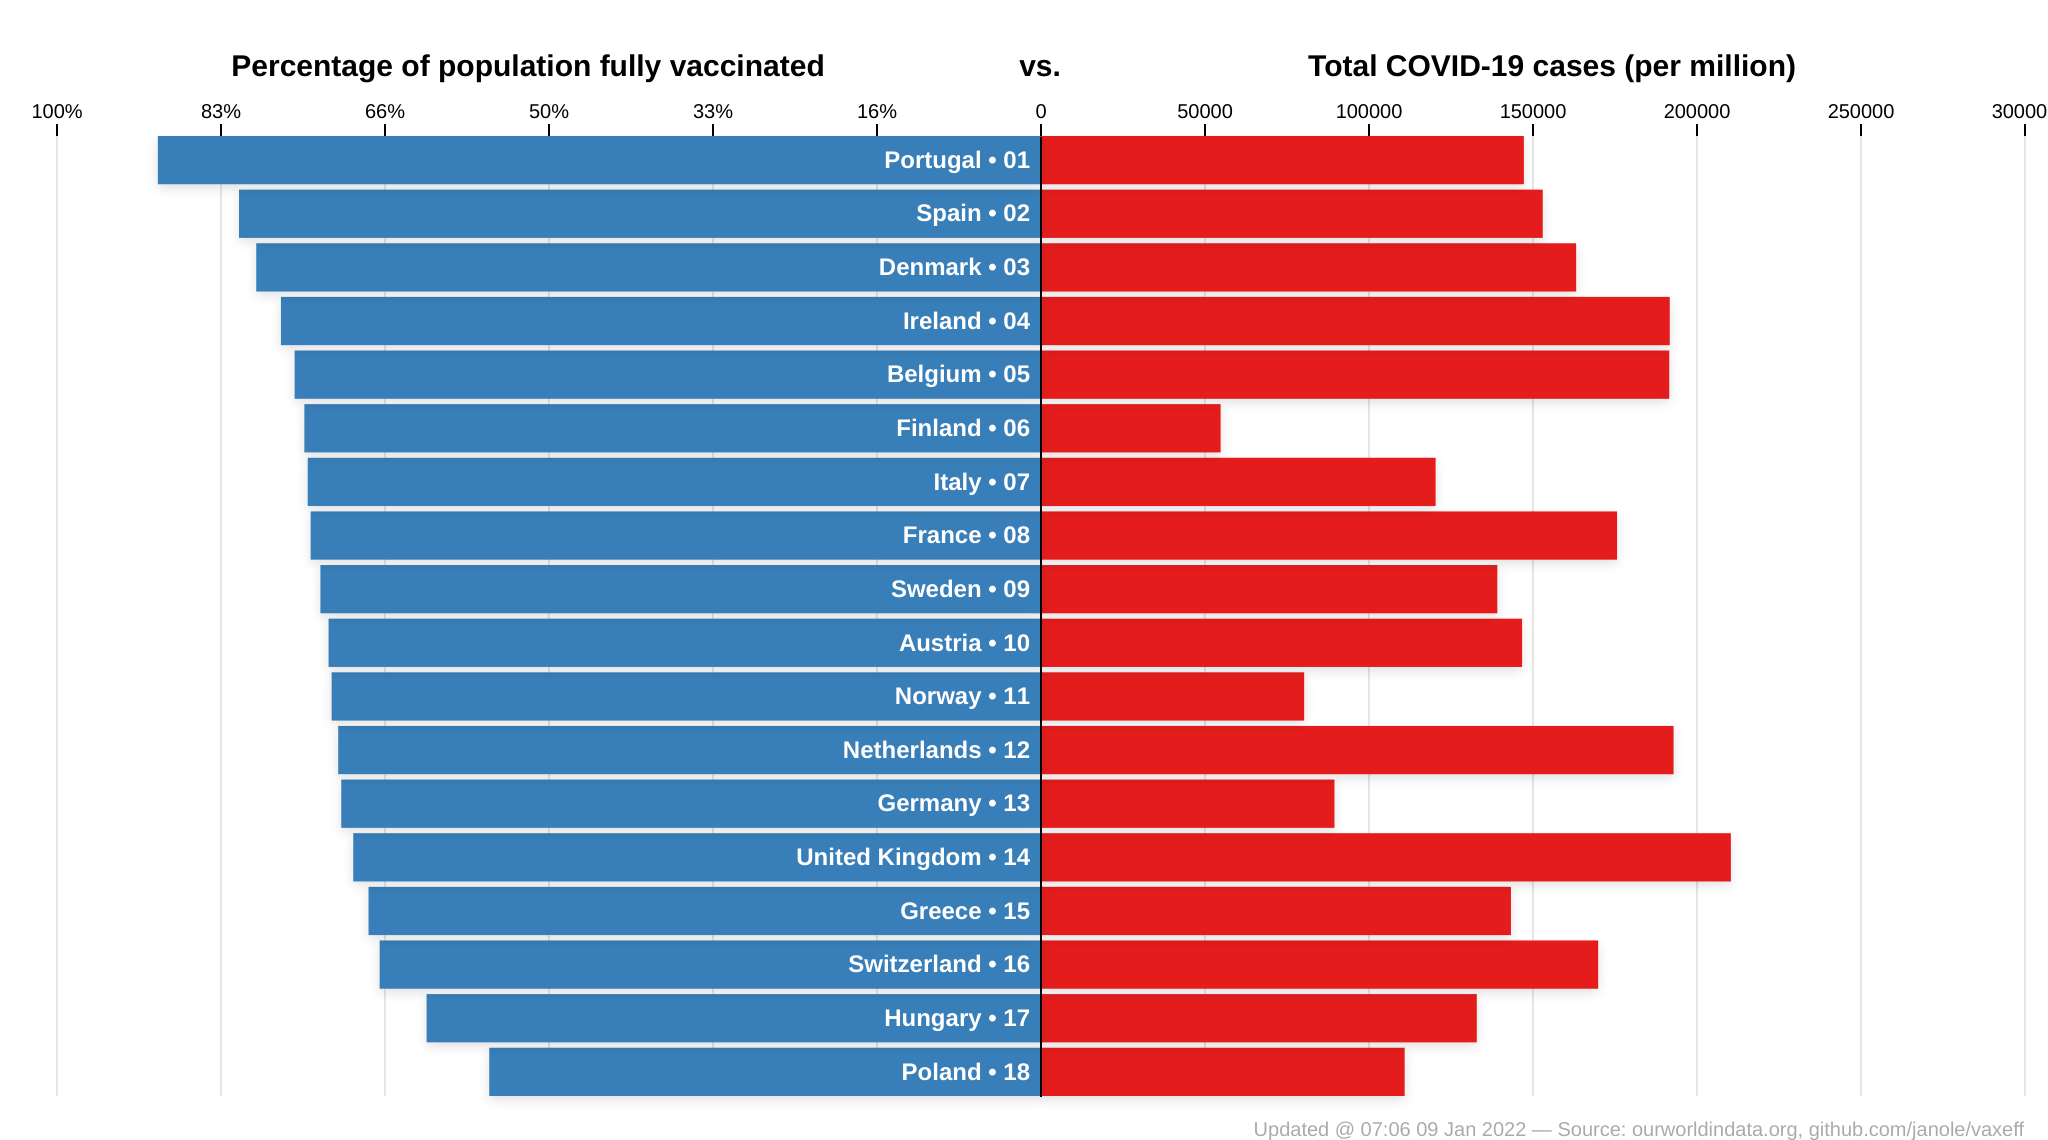 Percentage of population fully vaccinated vs. Total COVID-19 cases (per million)
100% 83% 66% 50% 33% 16% 0 50000 100000 150000 200000 250000 30000
Portugal • 01
Spain • 02
Denmark • 03
Ireland • 04
Belgium • 05
Finland • 06
Italy • 07
France • 08
Sweden • 09
Austria • 10
Norway • 11
Netherlands • 12
Germany • 13
United Kingdom • 14
Greece • 15
Switzerland • 16
Hungary • 17
Poland • 18
Updated @ 07:06 09 Jan 2022 — Source: ourworldindata.org, github.com/janole/vaxeff